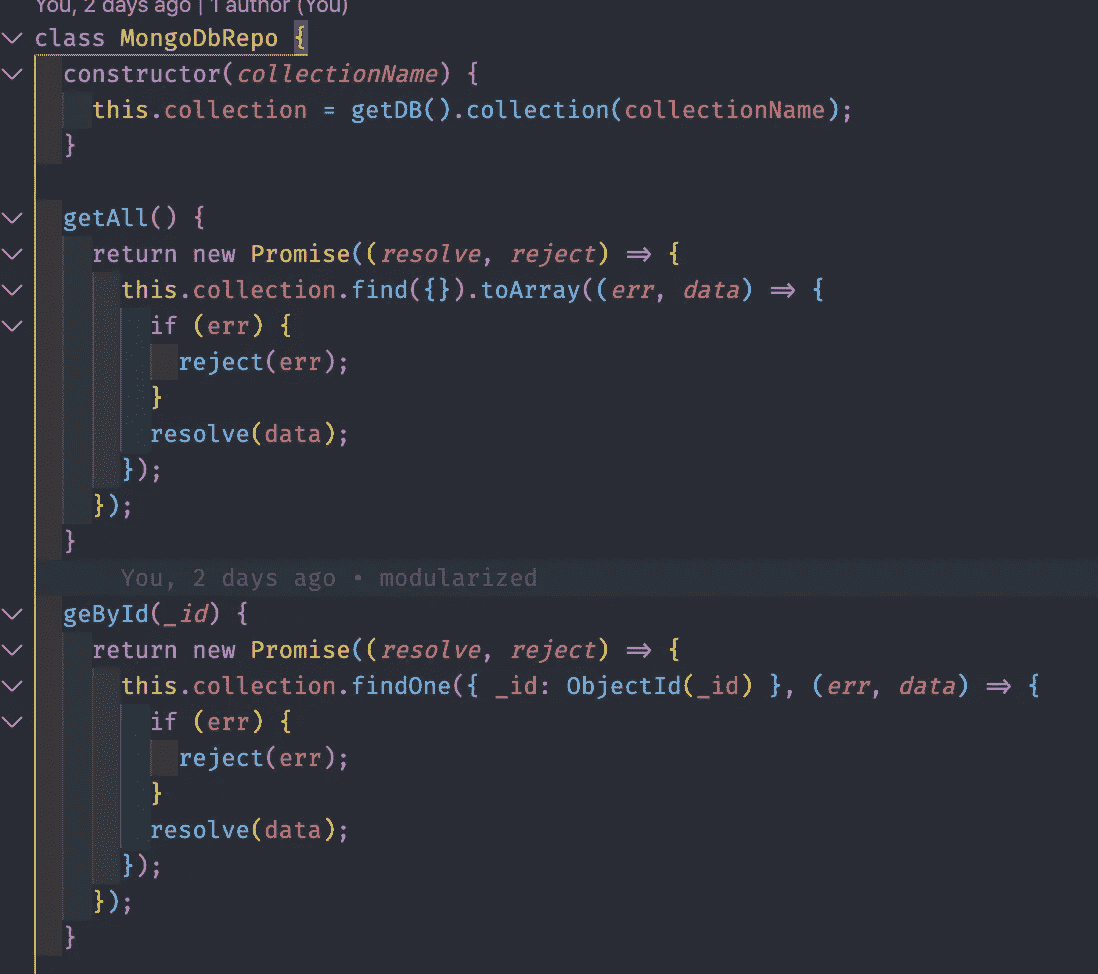 You, 2 days ago | 1 author (You)
class MongoDbRepo {
constructor(collectionName) {
this.collection = getDB().collection(collectionName);
}
getAll() {
return new Promise((resolve, reject) => {
this.collection.find({}).toArray((err, data) => {
if (err) {
reject(err);
}
resolve(data);
});
});
}
You, 2 days ago • modularized
geById(_id) {
return new Promise((resolve, reject) => {
this.collection.findOne({ _id: ObjectId(_id) }, (err, data) => {
if (err) {
reject(err);
}
resolve(data);
});
});
}